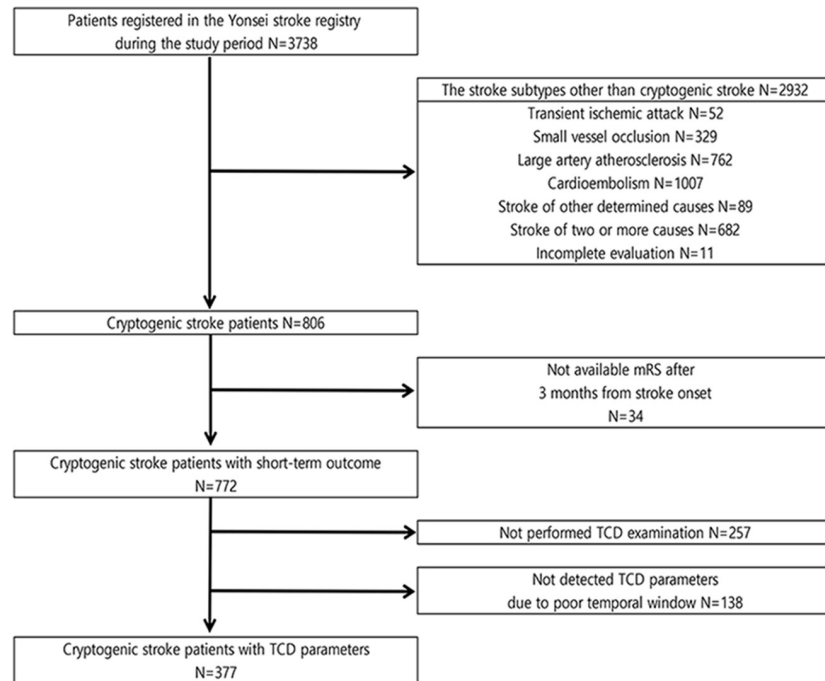 Patients registered in the Yonsei stroke registry
during the study period N=3738
The stroke subtypes other than cryptogenic stroke N=2932
Transient ischemic attack N=52
Small vessel occlusion N=329
Large artery atherosclerosis N=762
Cardioembolism N=1007
Stroke of other determined causes N=89
Stroke of two or more causes N=682
Incomplete evaluation N=11
Cryptogenic stroke patients N=806
Not available mRS after
3 months from stroke onset
N=34
Cryptogenic stroke patients with short-term outcome
N=772
Not performed TCD examination N=257
Not detected TCD parameters
due to poor temporal window N=138
Cryptogenic stroke patients with TCD parameters
N=377